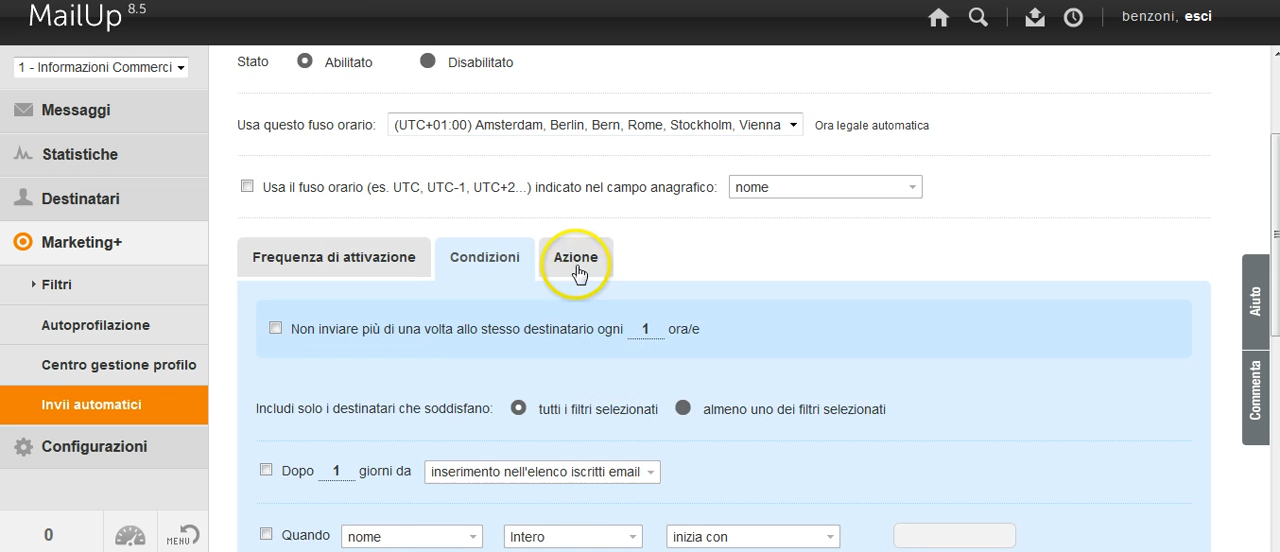 MailUp 8.5
benzoni, esci
1 - Informazioni Commerci
Messaggi
Statistiche
Destinatari
Marketing+
Filtri
Autoprofilazione
Centro gestione profilo
Invii automatici
Configurazioni
0
MENU
Stato Abilitato Disabilitato
Usa questo fuso orario: (UTC+01:00) Amsterdam, Berlin, Bern, Rome, Stockholm, Vienna Ora legale automatica
Usa il fuso orario (es. UTC, UTC-1, UTC+2...) indicato nel campo anagrafico: nome
Frequenza di attivazione Condizioni Azione
Non inviare più di una volta allo stesso destinatario ogni 1 ora/e
Includi solo i destinatari che soddisfano: tutti i filtri selezionati almeno uno dei filtri selezionati
Dopo 1 giorni da inserimento nell'elenco iscritti email
Quando nome Intero inizia con
Aiuto
Commenta